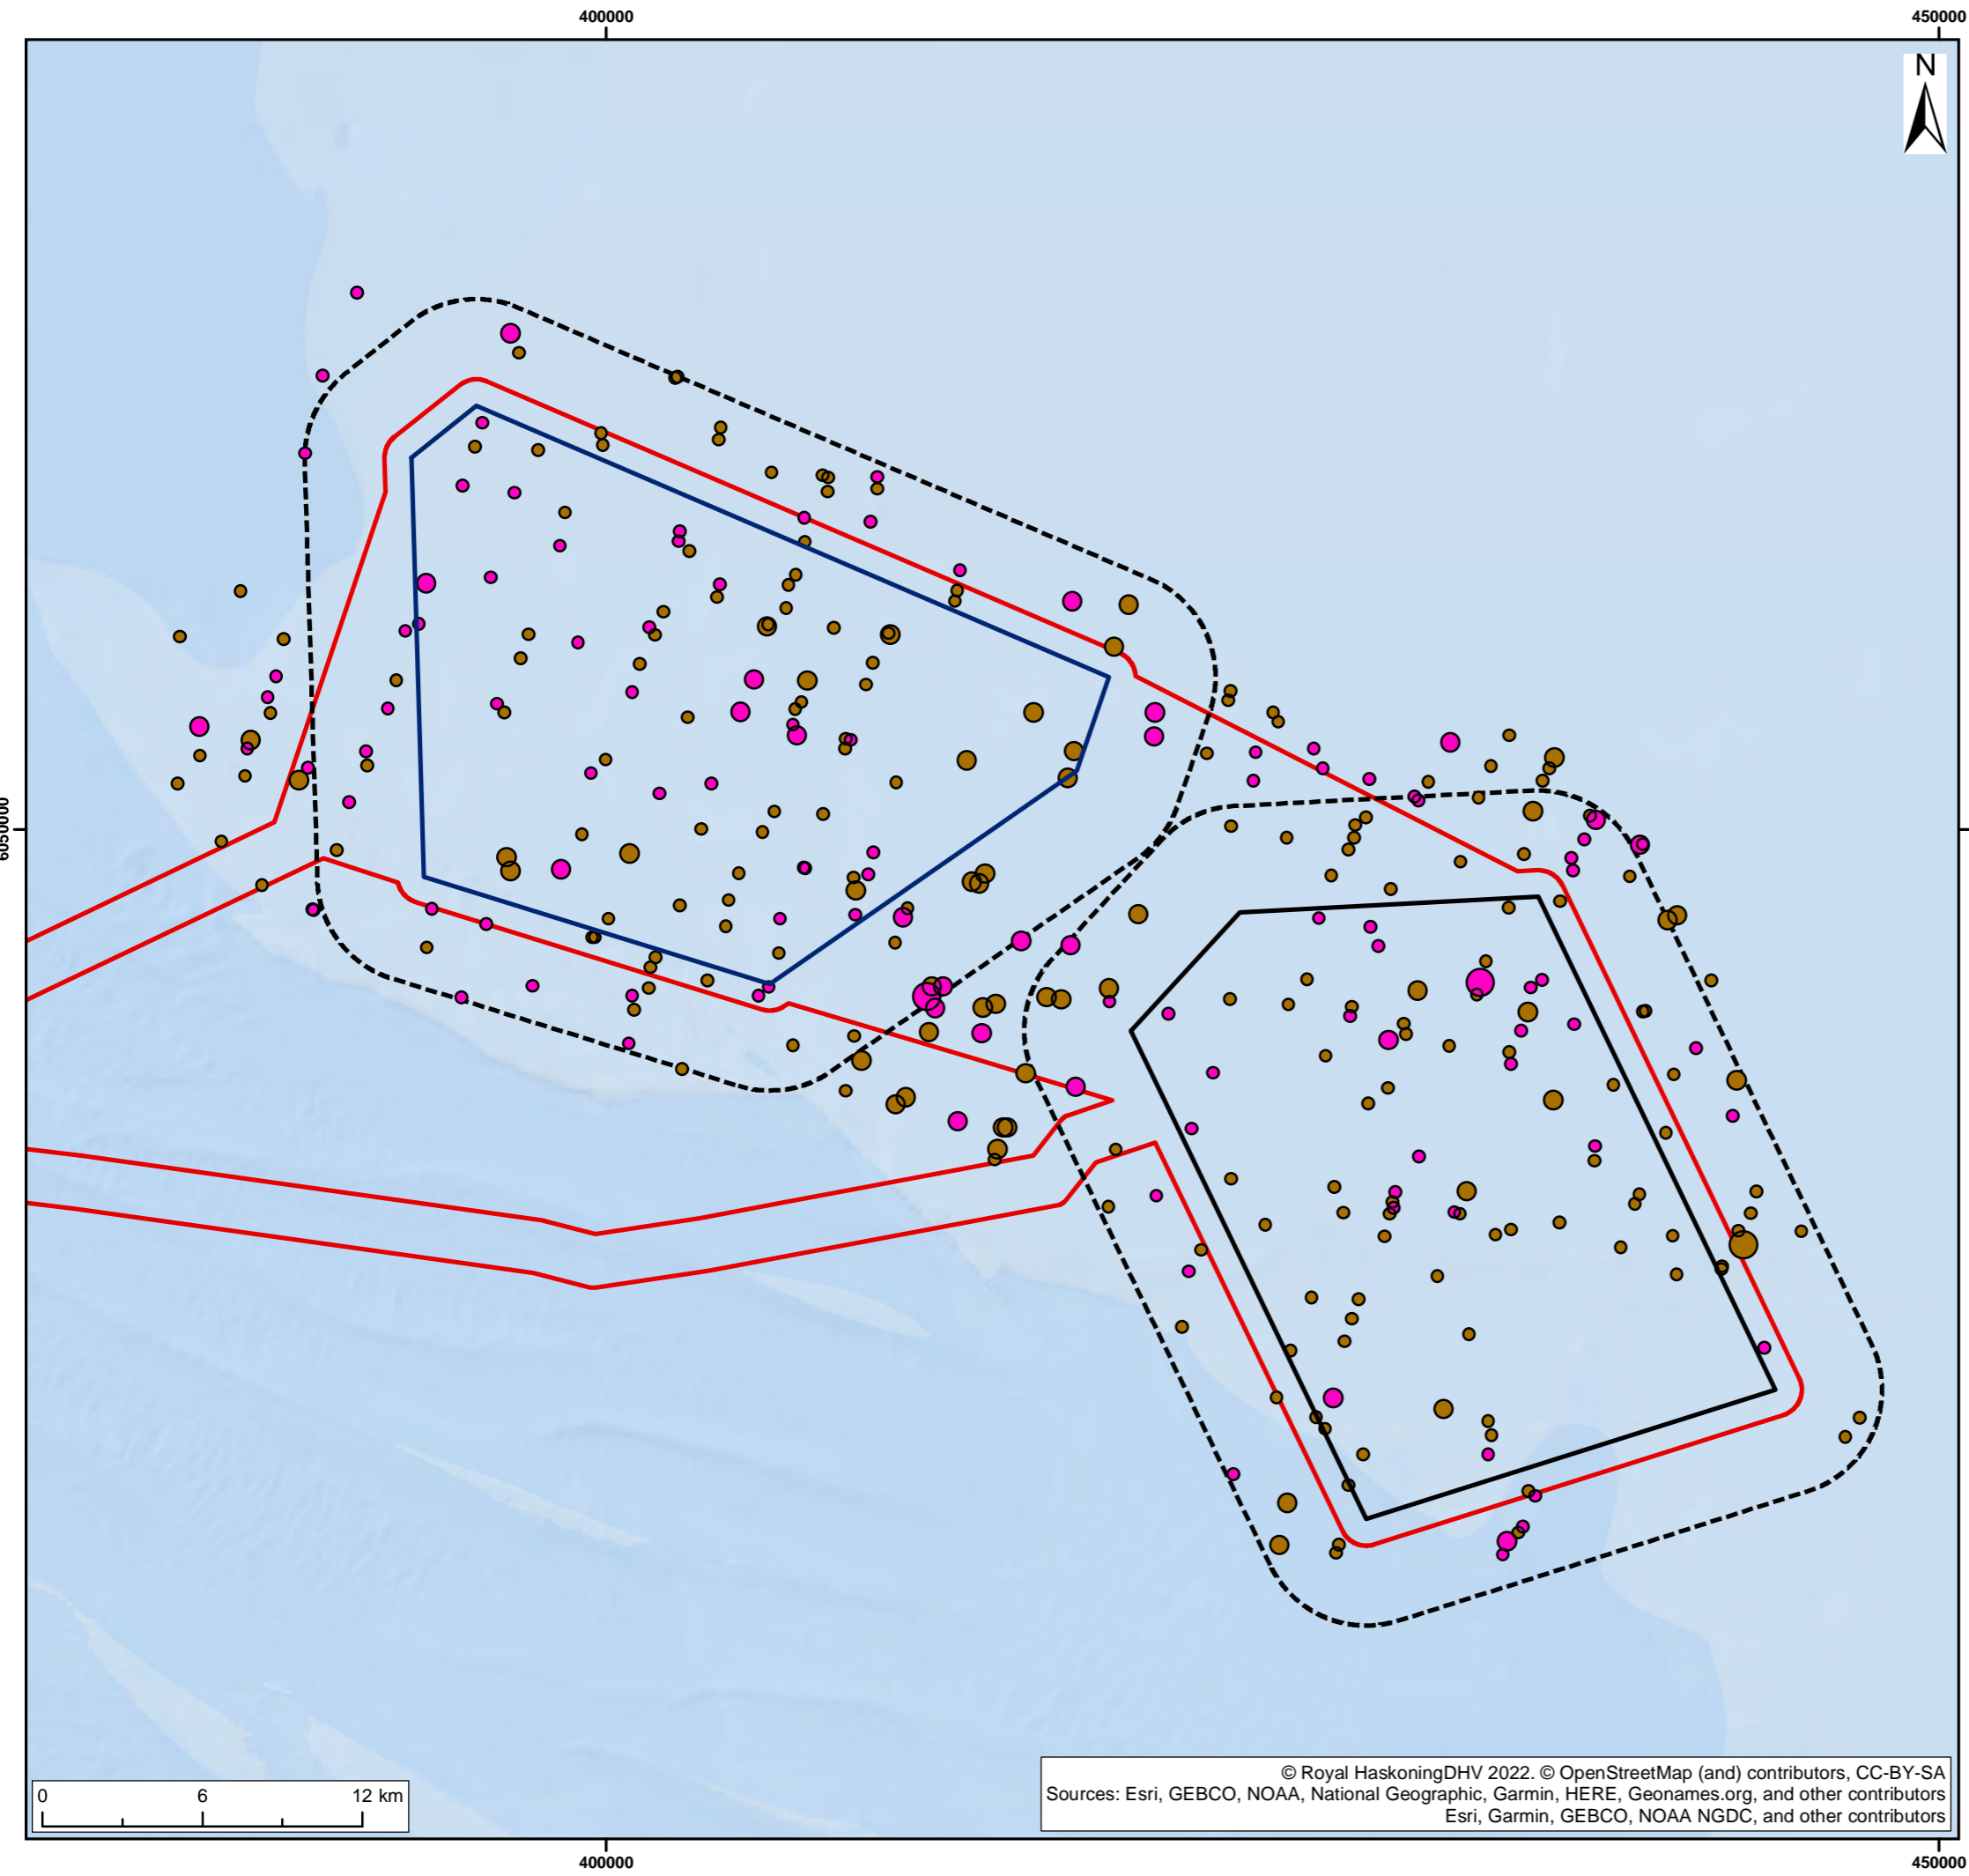 400000
450000
N
6050000
0 6 12 km
© Royal HaskoningDHV 2022. © OpenStreetMap (and) contributors, CC-BY-SA
Sources: Esri, GEBCO, NOAA, National Geographic, Garmin, HERE, Geonames.org, and other contributors
Esri, Garmin, GEBCO, NOAA NGDC, and other contributors
400000
450000